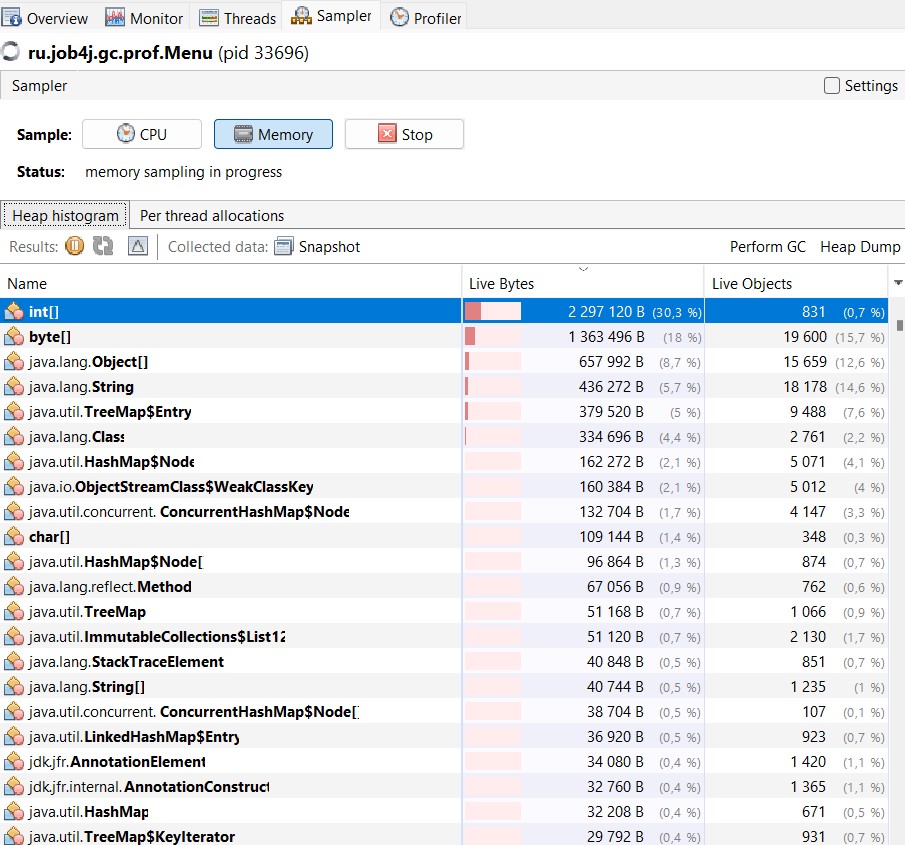 Overview Monitor Threads Sampler Profiler
ru.job4j.gc.prof.Menu (pid 33696)
Sampler Settings
Sample: CPU Memory Stop
Status: memory sampling in progress
Heap histogram Per thread allocations
Results: Collected data: Snapshot Perform GC Heap Dump
Name Live Bytes Live Objects
int[] 2 297 120 B (30,3 %) 831 (0,7 %)
byte[] 1 363 496 B (18 %) 19 600 (15,7 %)
java.lang.Object[] 657 992 B (8,7 %) 15 659 (12,6 %)
java.lang.String 436 272 B (5,7 %) 18 178 (14,6 %)
java.util.TreeMap$Entry 379 520 B (5 %) 9 488 (7,6 %)
java.lang.Class 334 696 B (4,4 %) 2 761 (2,2 %)
java.util.HashMap$Node 162 272 B (2,1 %) 5 071 (4,1 %)
java.io.ObjectStreamClass$WeakClassKey 160 384 B (2,1 %) 5 012 (4 %)
java.util.concurrent. ConcurrentHashMap$Node 132 704 B (1,7 %) 4 147 (3,3 %)
char[] 109 144 B (1,4 %) 348 (0,3 %)
java.util.HashMap$Node[ 96 864 B (1,3 %) 874 (0,7 %)
java.lang.reflect.Method 67 056 B (0,9 %) 762 (0,6 %)
java.util.TreeMap 51 168 B (0,7 %) 1 066 (0,9 %)
java.util.ImmutableCollections$List12 51 120 B (0,7 %) 2 130 (1,7 %)
java.lang.StackTraceElement 40 848 B (0,5 %) 851 (0,7 %)
java.lang.String[] 40 744 B (0,5 %) 1 235 (1 %)
java.util.concurrent. ConcurrentHashMap$Node[] 38 704 B (0,5 %) 107 (0,1 %)
java.util.LinkedHashMap$Entry 36 920 B (0,5 %) 923 (0,7 %)
jdk.jfr.AnnotationElement 34 080 B (0,4 %) 1 420 (1,1 %)
jdk.jfr.internal.AnnotationConstruct 32 760 B (0,4 %) 1 365 (1,1 %)
java.util.HashMap 32 208 B (0,4 %) 671 (0,5 %)
java.util.TreeMap$KeyIterator 29 792 B (0,4 %) 931 (0,7 %)